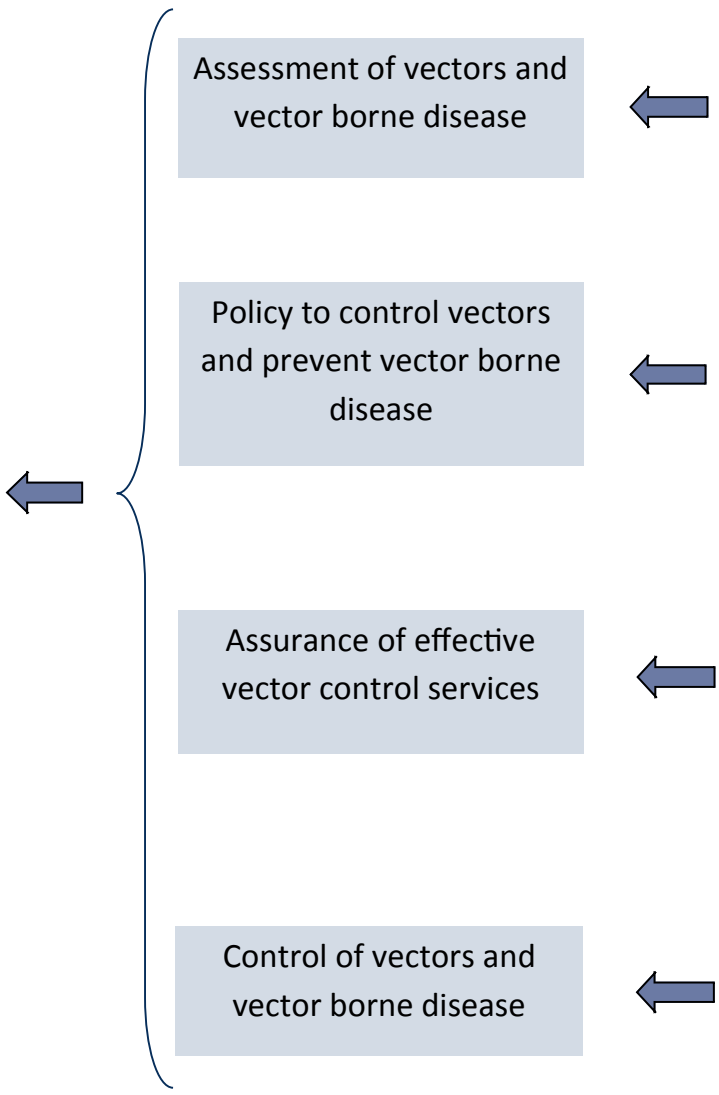 Assessment of vectors and
vector borne disease
Policy to control vectors
and prevent vector borne
disease
Assurance of effective
vector control services
Control of vectors and
vector borne disease